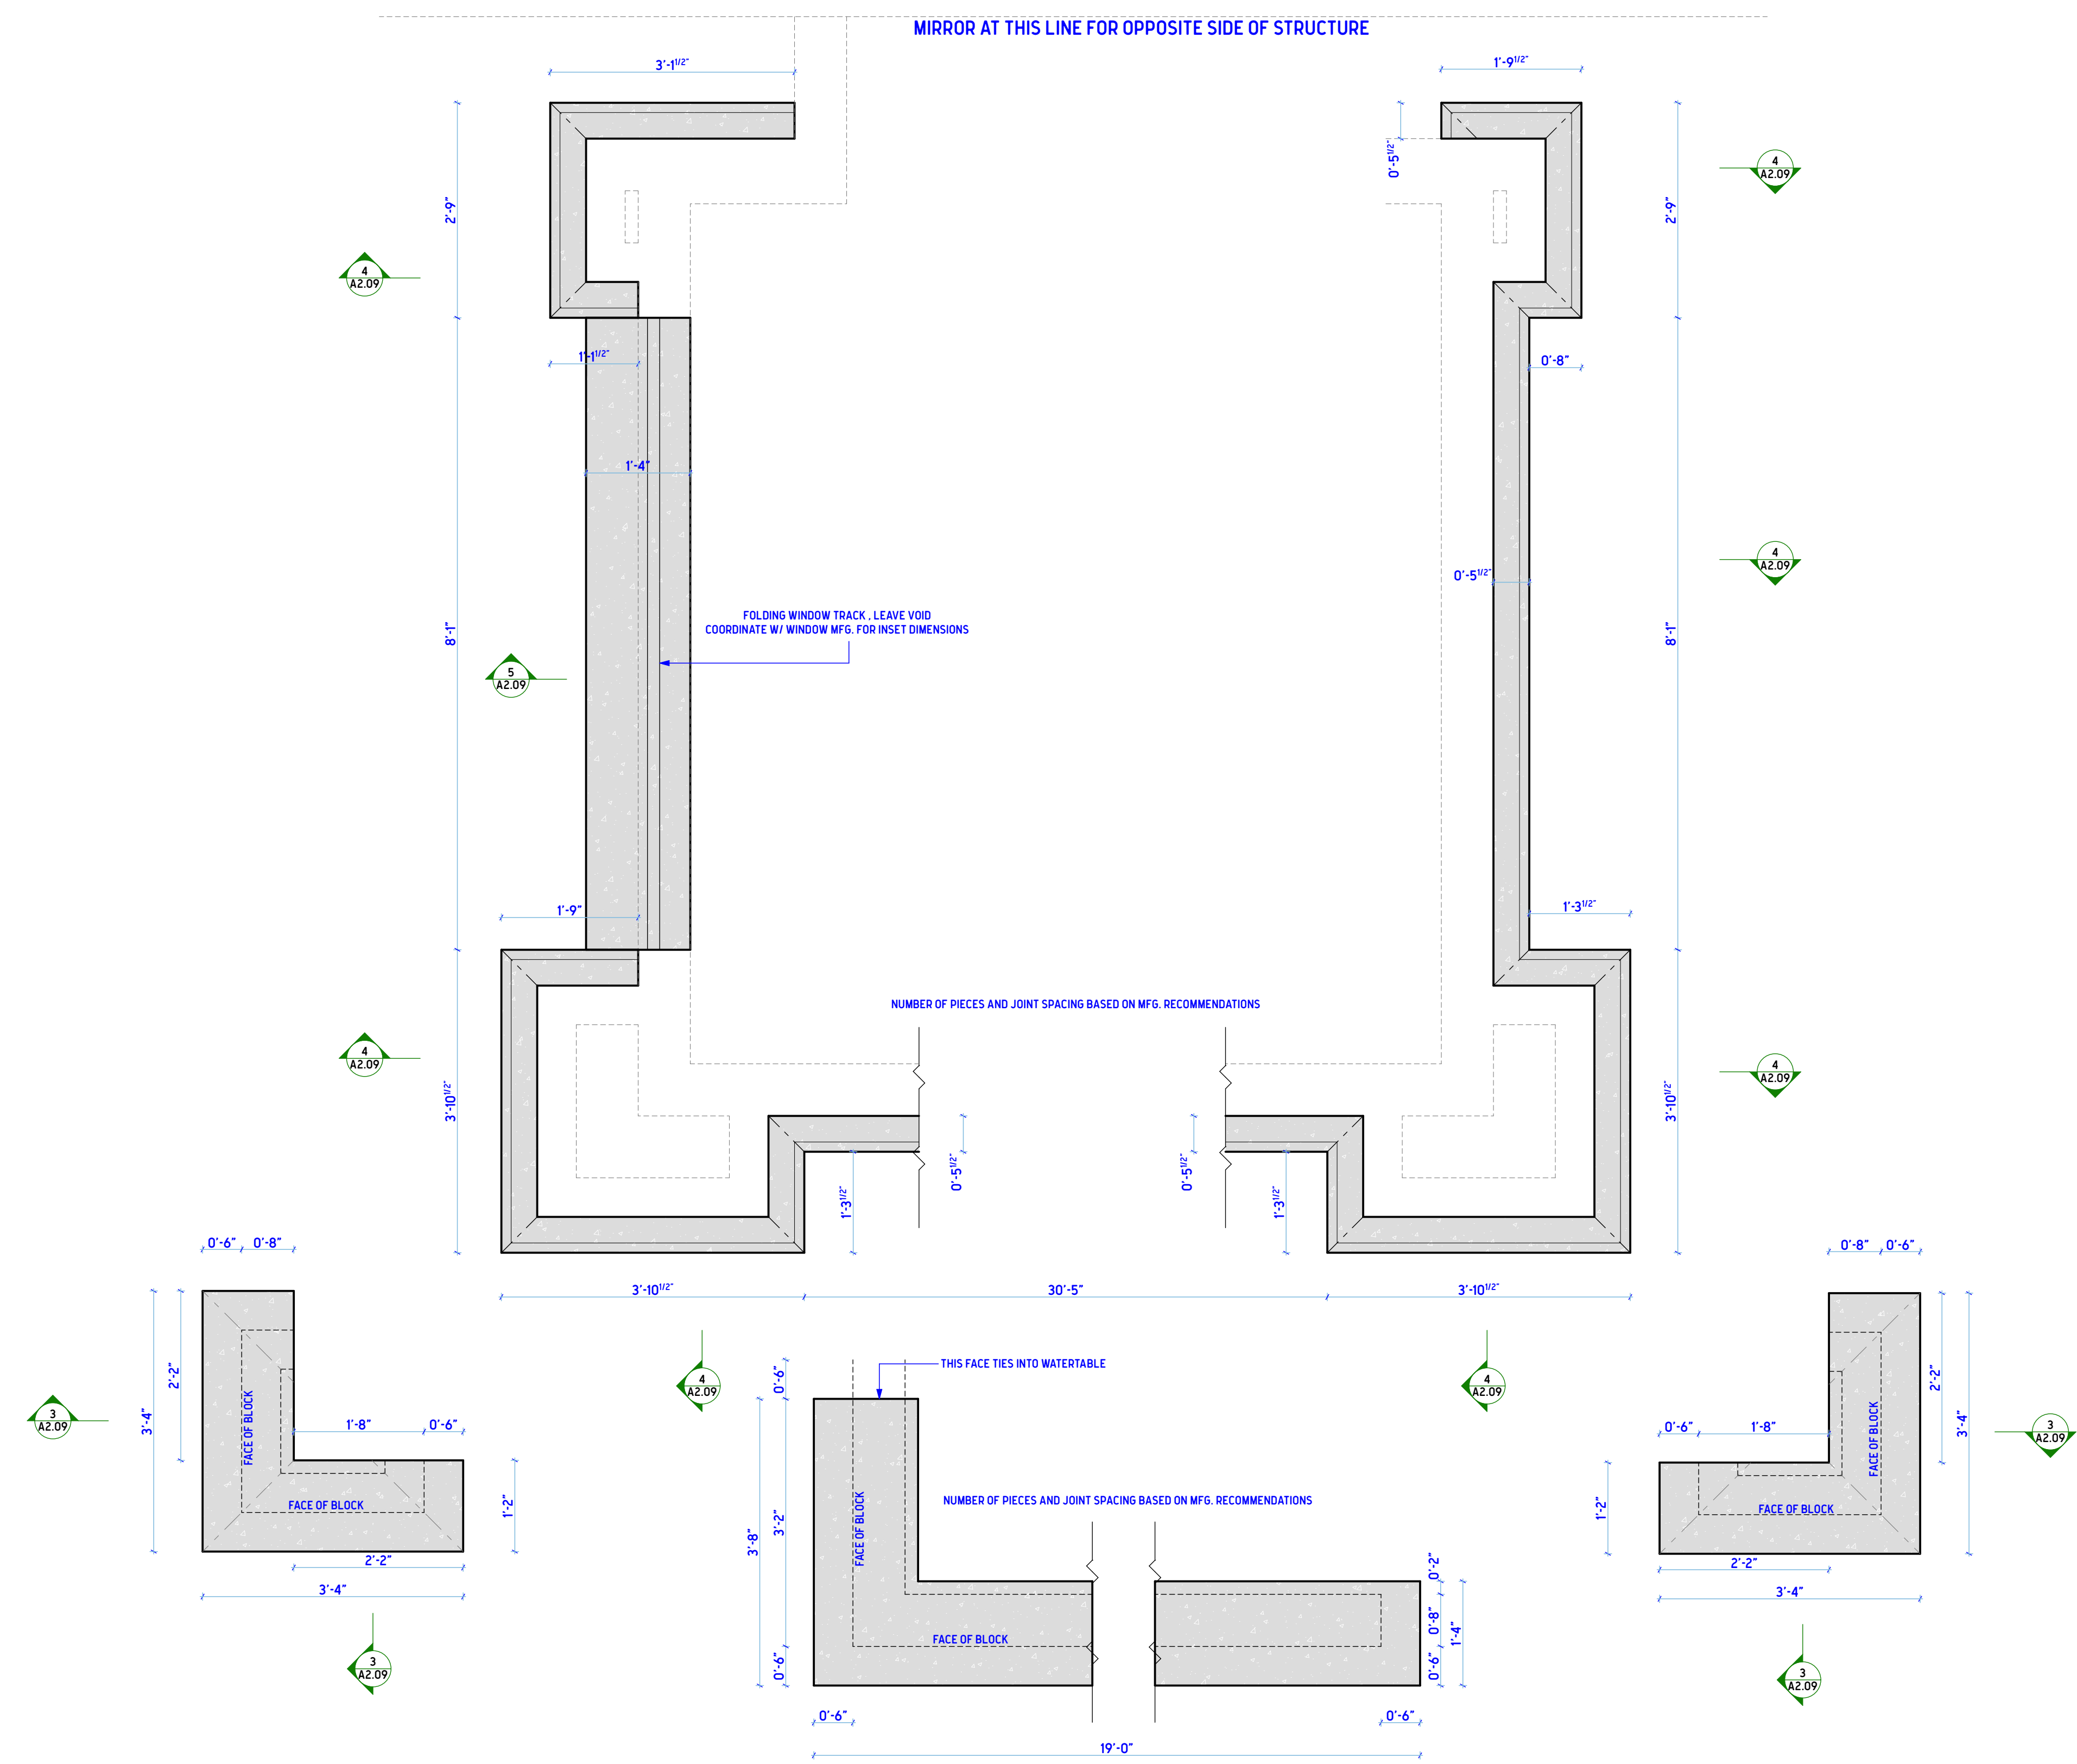 MIRROR AT THIS LINE FOR OPPOSITE SIDE OF STRUCTURE
3'-1 1/2"
1'-9 1/2"
0'-5 1/2"
4
A2.09
2'-9"
2'-9"
4
A2.09
1'-1 1/2"
0'-8"
1'-4"
4
A2.09
0'-5 1/2"
FOLDING WINDOW TRACK , LEAVE VOID
COORDINATE W/ WINDOW MFG. FOR INSET DIMENSIONS
8'-1"
8'-1"
5
A2.09
1'-9"
1'-3 1/2"
NUMBER OF PIECES AND JOINT SPACING BASED ON MFG. RECOMMENDATIONS
4
A2.09
4
A2.09
3'-10 1/2"
3'-10 1/2"
0'-5 1/2"
0'-5 1/2"
1'-3 1/2"
1'-3 1/2"
0'-6"
0'-8"
0'-8"
0'-6"
3'-10 1/2"
30'-5"
3'-10 1/2"
THIS FACE TIES INTO WATERTABLE
2'-2"
3'-4"
FACE OF BLOCK
1'-8"
0'-6"
3
A2.09
FACE OF BLOCK
1'-2"
2'-2"
3'-4"
3
A2.09
4
A2.09
0'-6"
3'-8"
3'-2"
0'-6"
FACE OF BLOCK
NUMBER OF PIECES AND JOINT SPACING BASED ON MFG. RECOMMENDATIONS
FACE OF BLOCK
0'-2"
0'-8"
0'-6"
1'-4"
0'-6"
0'-6"
19'-0"
4
A2.09
0'-6"
1'-8"
FACE OF BLOCK
2'-2"
3'-4"
3
A2.09
1'-2"
FACE OF BLOCK
2'-2"
3'-4"
3
A2.09